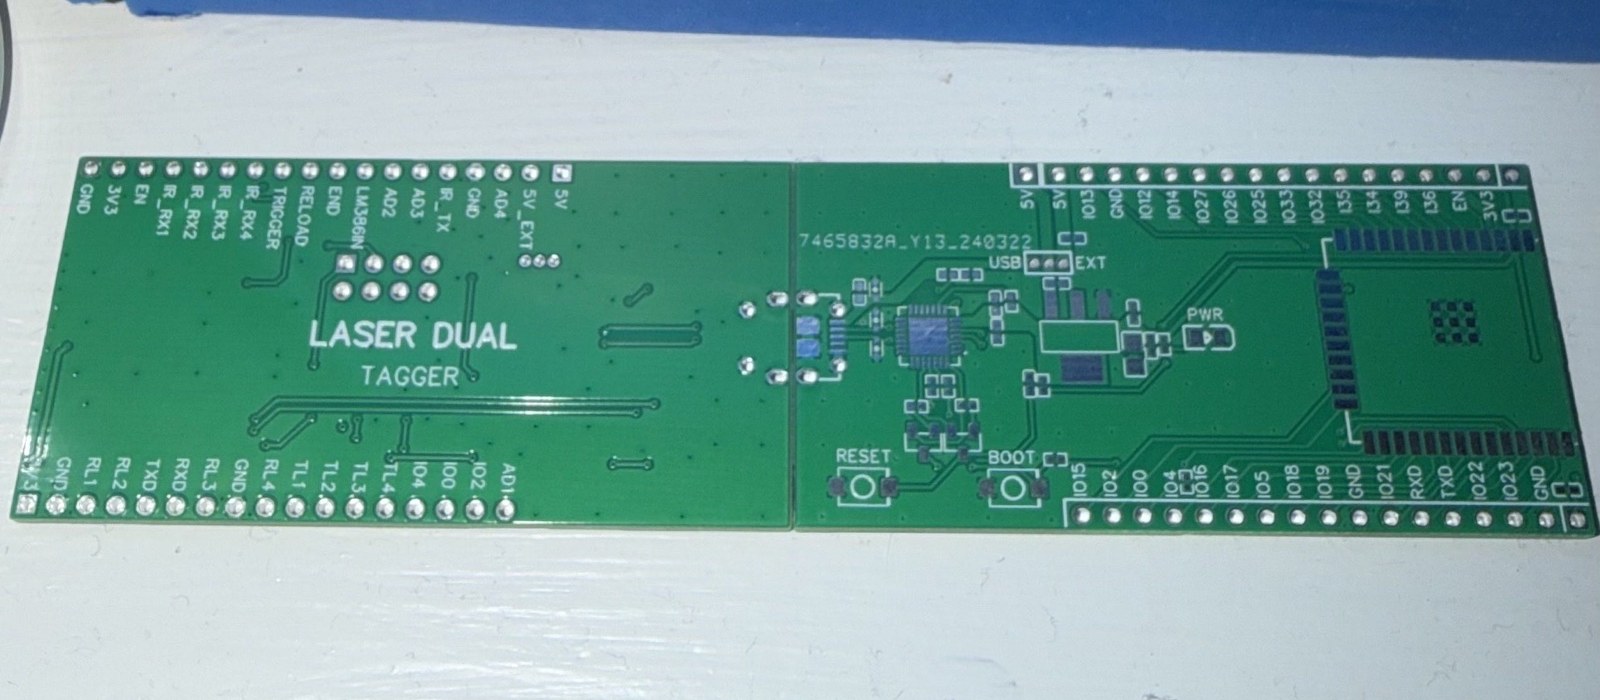 GND
3V3
EN
IR_RX1
IR_RX2
IR_RX3
IR_RX4
TRIGGER
RELOAD
GND
LM386IN
AD2
AD3
IR_TX
GND
AD4
5V_EXT
5V
LASER DUAL
TAGGER
3V3
GND
RL1
RL2
TXD
RXD
RL3
GND
RL4
TL1
TL2
TL3
TL4
IO4
IO0
IO2
AD1
5V
5V
IO13
GND
IO12
IO14
IO27
IO26
IO25
IO33
IO32
I35
I34
I39
I36
EN
3V3
7465832A_Y13_240322
USB
EXT
PWR
RESET
BOOT
IO15
IO2
IO0
IO4
IO16
IO17
IO5
IO18
IO19
GND
IO21
RXD
TXD
IO22
IO23
GND